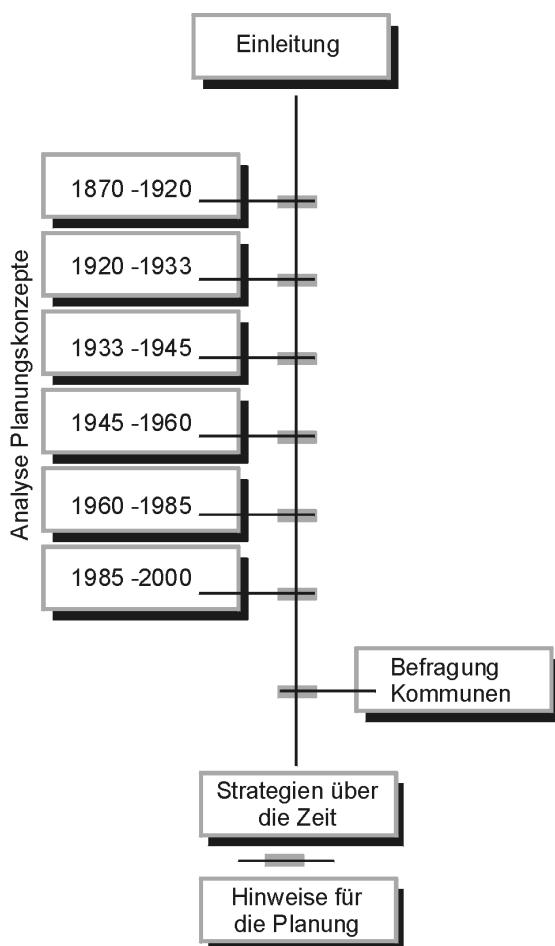 Einleitung
Analyse Planungskonzepte
1870 -1920
1920 -1933
1933 -1945
1945 -1960
1960 -1985
1985 -2000
Befragung
Kommunen
Strategien über
die Zeit
Hinweise für
die Planung